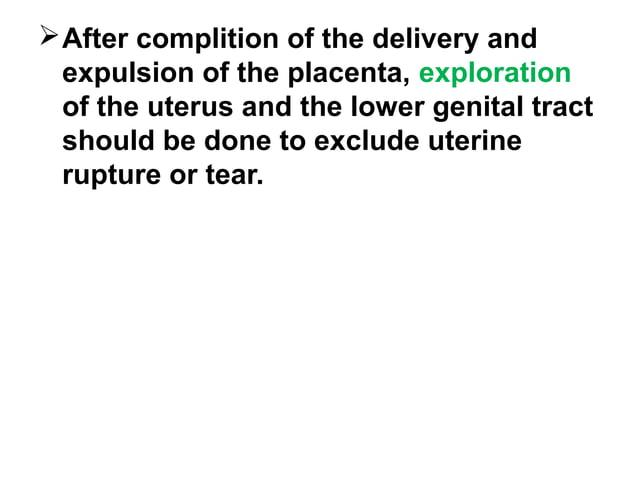 ➢After complition of the delivery and
expulsion of the placenta, exploration
of the uterus and the lower genital tract
should be done to exclude uterine
rupture or tear.